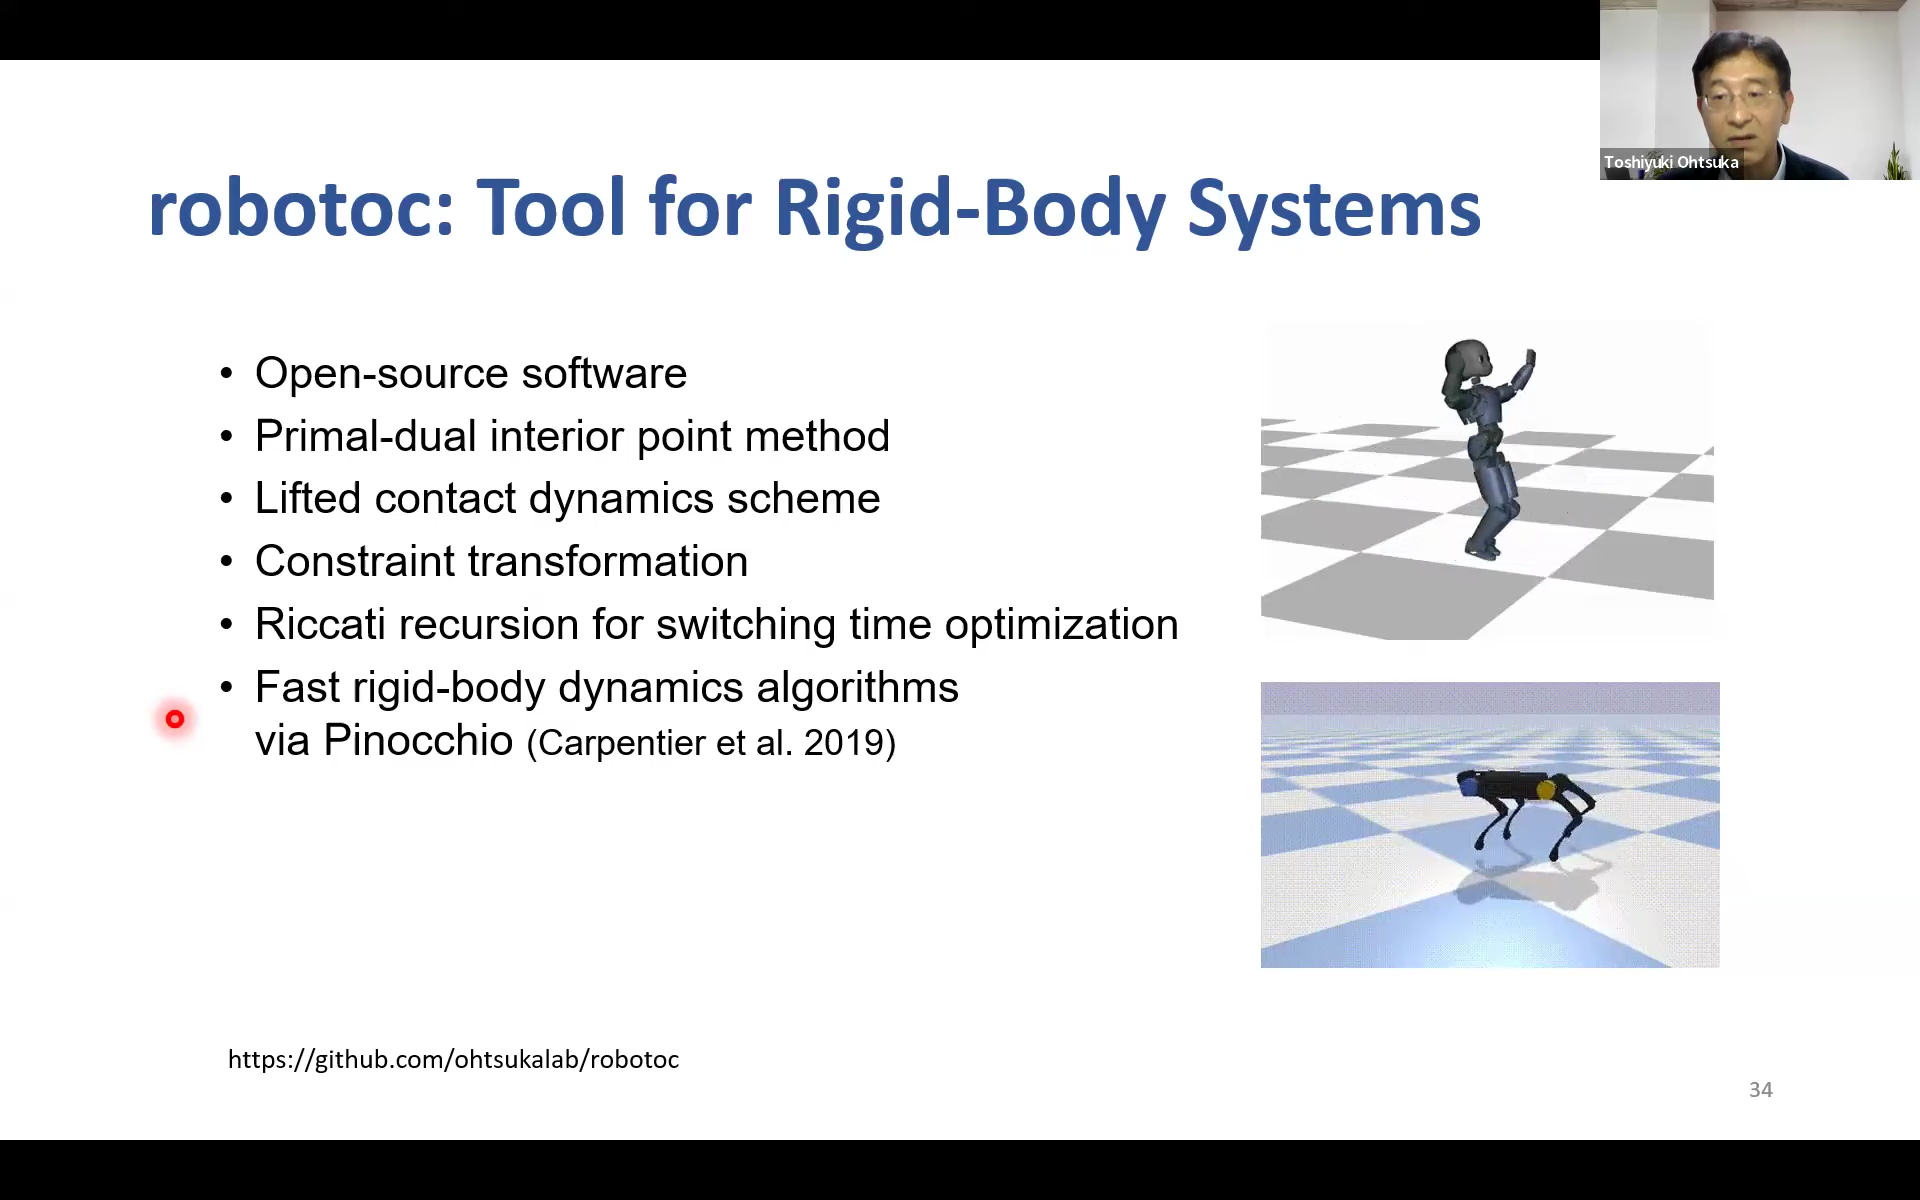 Toshiyuki Ohtsuka
robotoc: Tool for Rigid-Body Systems
• Open-source software
• Primal-dual interior point method
• Lifted contact dynamics scheme
• Constraint transformation
• Riccati recursion for switching time optimization
• Fast rigid-body dynamics algorithms
via Pinocchio (Carpentier et al. 2019)
https://github.com/ohtsukalab/robotoc
34